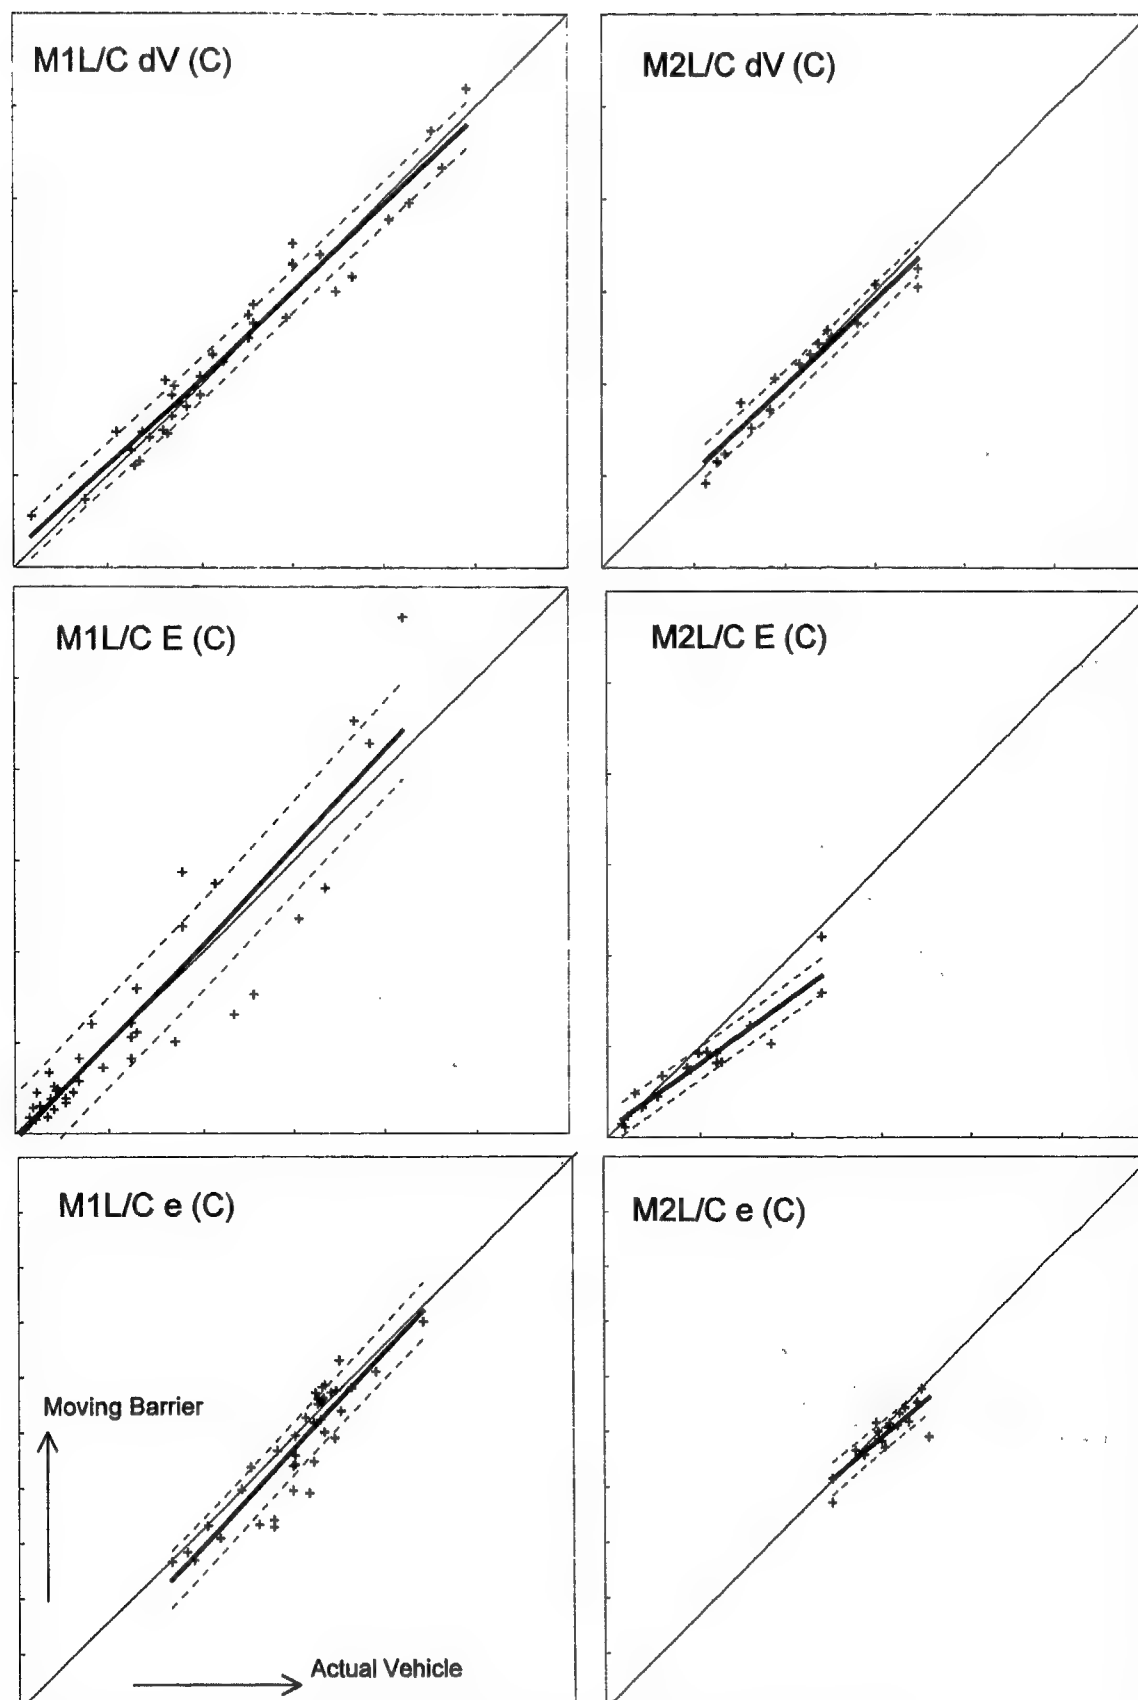 M1L/C dV (C)
M2L/C dV (C)
M1L/C E (C)
M2L/C E (C)
M1L/C e (C)
M2L/C e (C)
Moving Barrier
Actual Vehicle